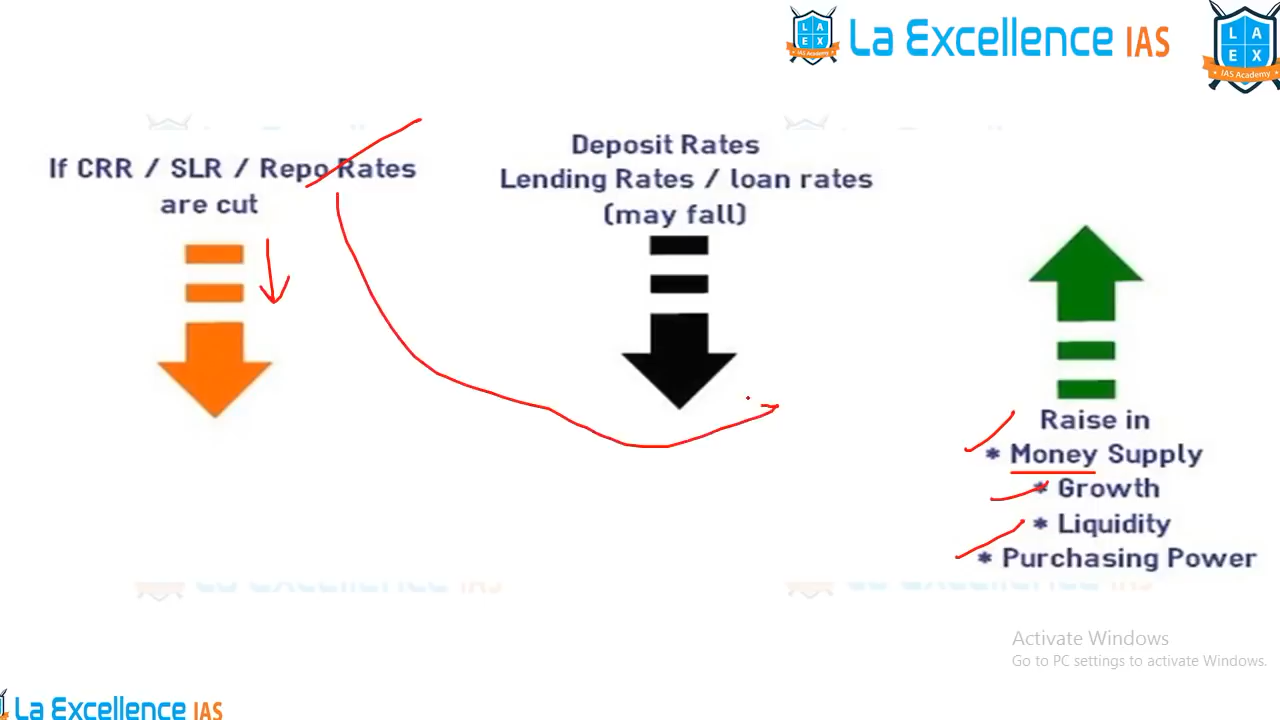 La Excellence IAS
L A
E X
IAS Academy
L A
E X
IAS Academy
If CRR / SLR / Repo Rates
are cut
Deposit Rates
Lending Rates / loan rates
(may fall)
Raise in
* Money Supply
* Growth
* Liquidity
* Purchasing Power
Activate Windows
Go to PC settings to activate Windows.
La Excellence IAS